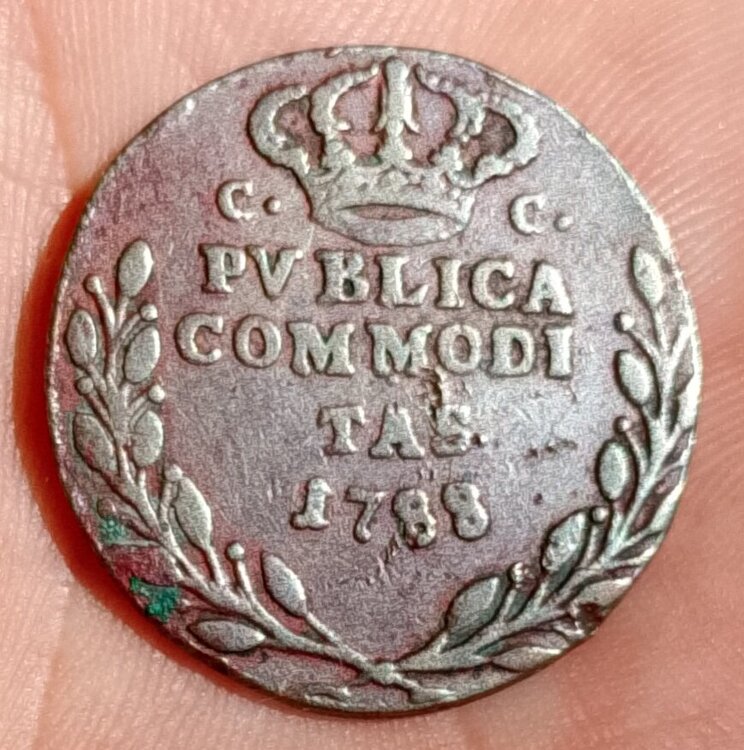 C. C.
PVBLICA
COMMODI
TAS
1788